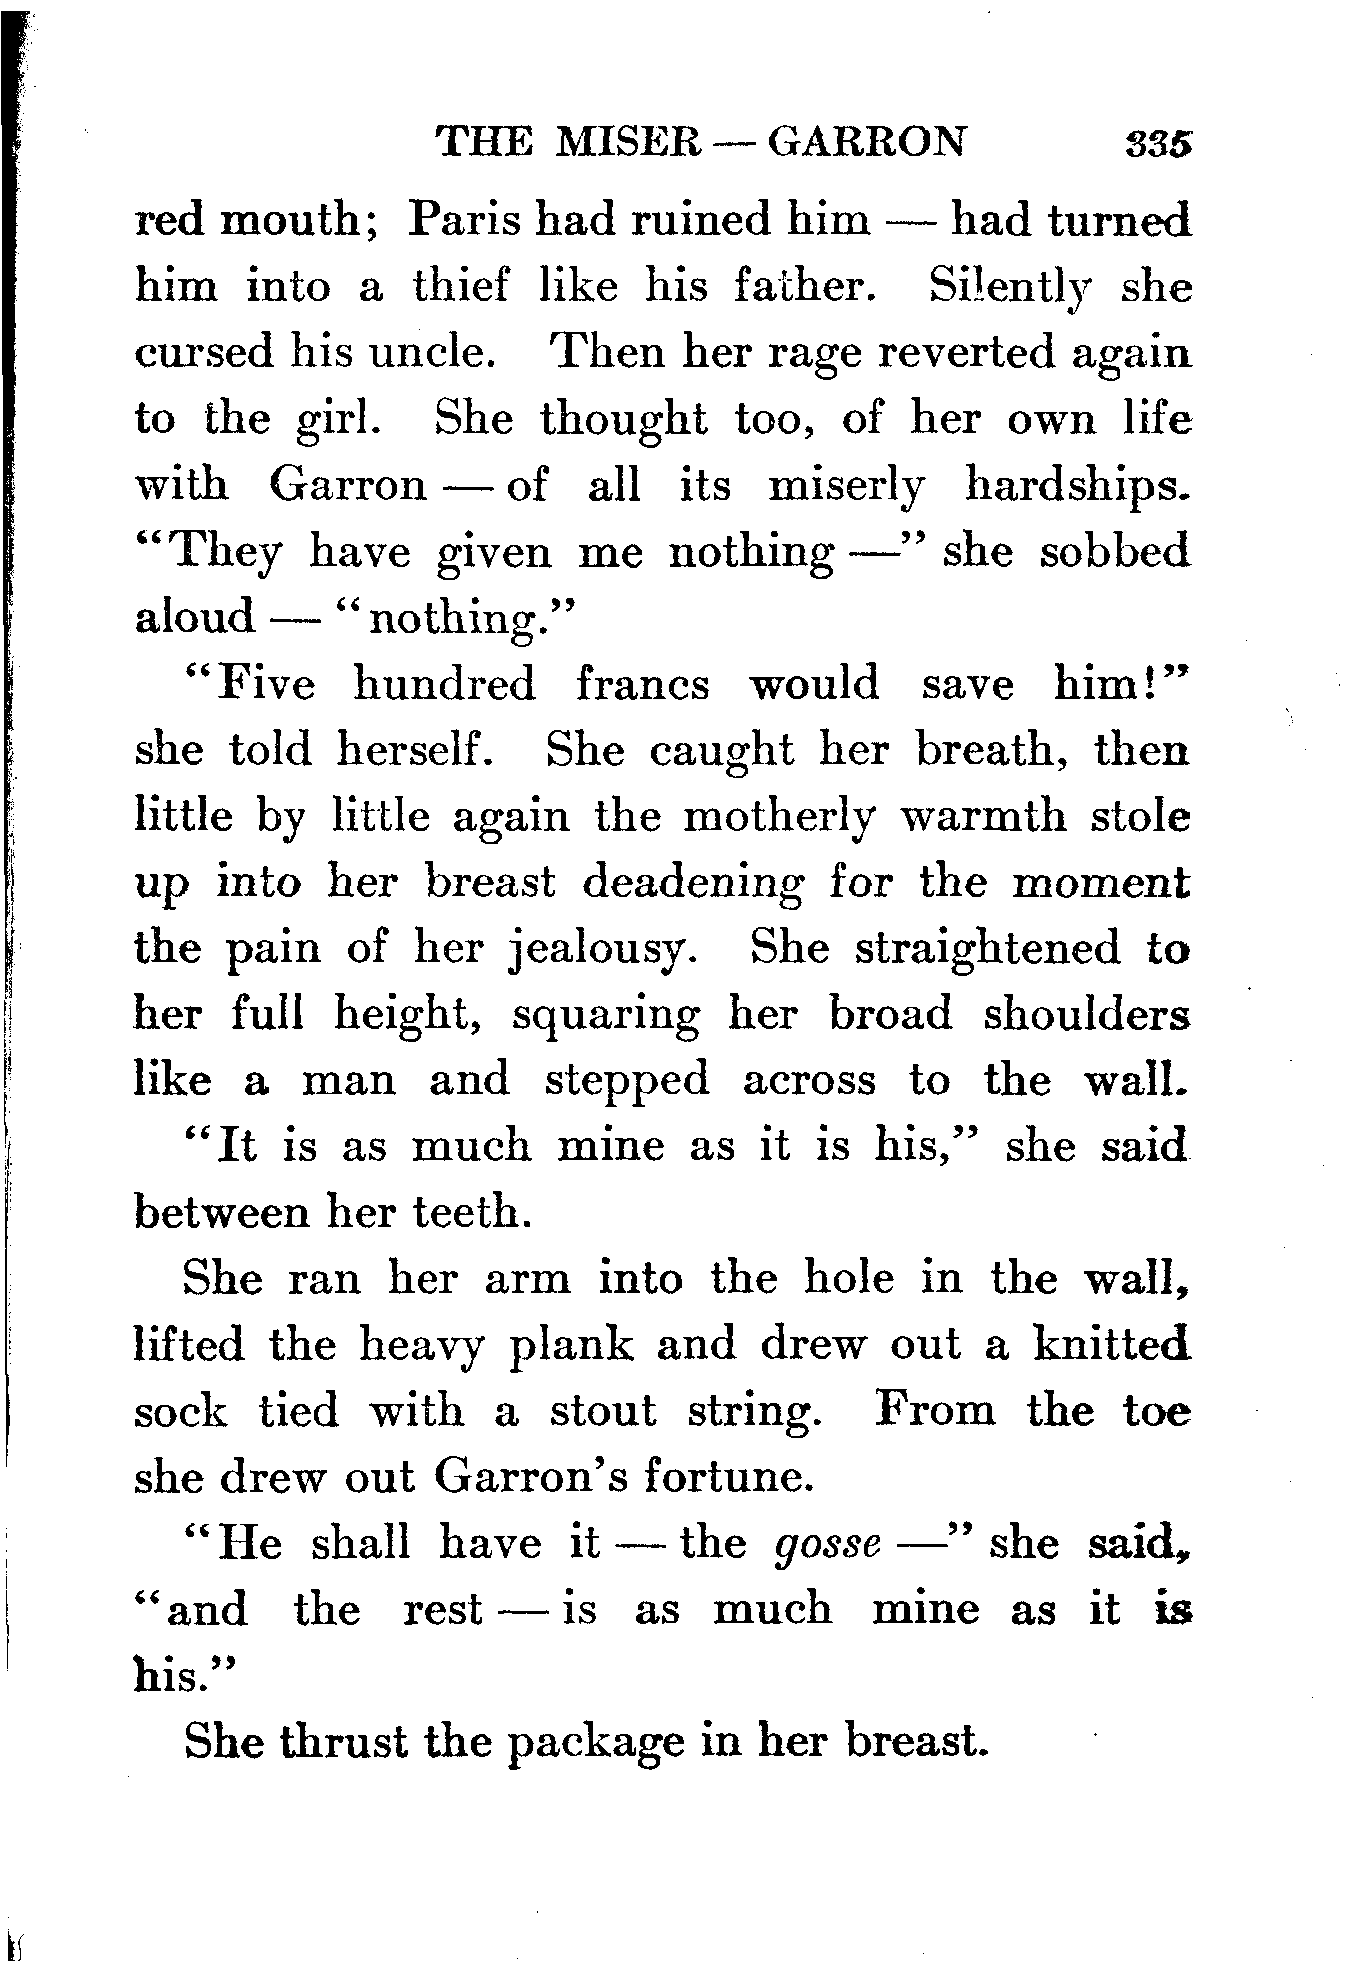 THE MISER — GARRON 335
red mouth; Paris had ruined him — had turned
him into a thief like his father. Silently she
cursed his uncle. Then her rage reverted again
to the girl. She thought too, of her own life
with Garron — of all its miserly hardships.
“They have given me nothing —” she sobbed
aloud — “nothing.”
“Five hundred francs would save him!”
she told herself. She caught her breath, then
little by little again the motherly warmth stole
up into her breast deadening for the moment
the pain of her jealousy. She straightened to
her full height, squaring her broad shoulders
like a man and stepped across to the wall.
“It is as much mine as it is his,” she said
between her teeth.
She ran her arm into the hole in the wall,
lifted the heavy plank and drew out a knitted
sock tied with a stout string. From the toe
she drew out Garron’s fortune.
“He shall have it — the gosse —” she said,
“and the rest — is as much mine as it is
his.”
She thrust the package in her breast.